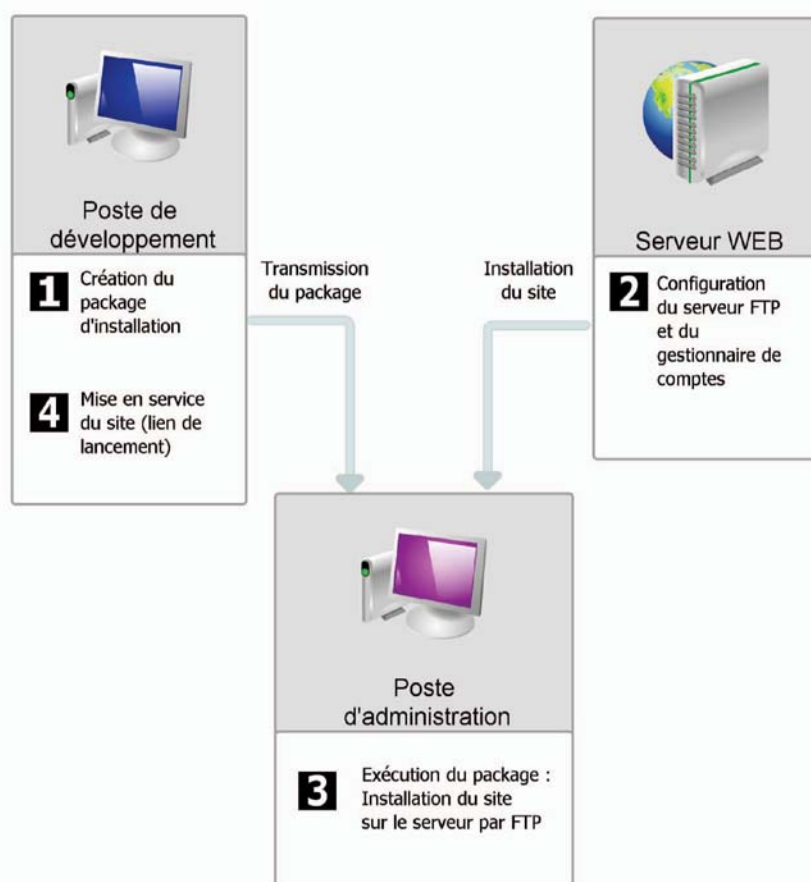 Poste de
développement
1
Création du
package
d'installation
4
Mise en service
du site (lien de
lancement)
Transmission
du package
Installation
du site
Serveur WEB
2
Configuration
du serveur FTP
et du
gestionnaire de
comptes
Poste
d'administration
3
Exécution du package :
Installation du site
sur le serveur par FTP